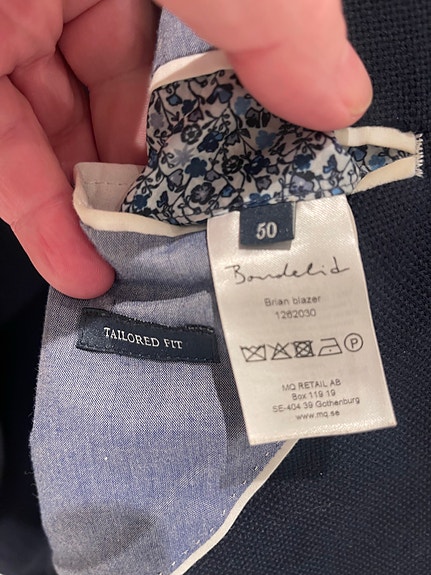 50
Bondelid
Brian blazer
1262030
P
MQ RETAIL AB
Box 119 19
SE-404 39 Gothenburg
www.mq.se
TAILORED FIT